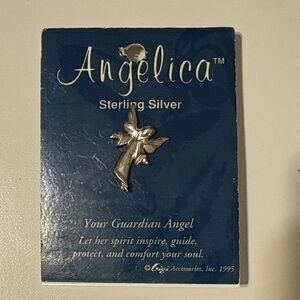 Angelica™
Sterling Silver
Your Guardian Angel
Let her spirit inspire, guide,
protect, and comfort your soul.
© Accessories, Inc. 1995